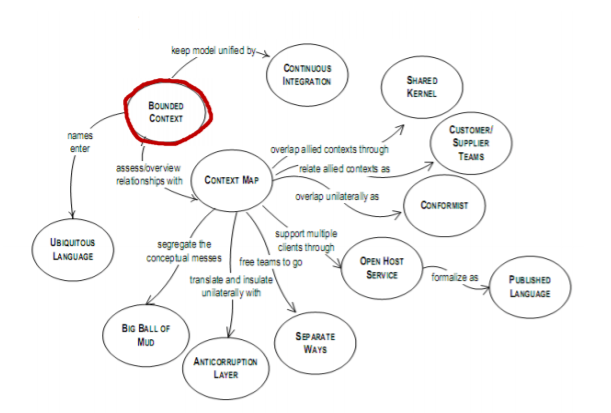 keep model unified by
CONTINUOUS
INTEGRATION
SHARED
KERNEL
BOUNDED
CONTEXT
names
enter
CUSTOMER/
SUPPLIER
TEAMS
overlap allied contexts through
assess/overview
relationships with
CONTEXT MAP
relate allied contexts as
overlap unilaterally as
CONFORMIST
UBIQUITOUS
LANGUAGE
segregate the
conceptual messes
support multiple
clients through
free teams to go
OPEN HOST
SERVICE
formalize as
PUBLISHED
LANGUAGE
translate and insulate
unilaterally with
BIG BALL OF
MUD
SEPARATE
WAYS
ANTICORRUPTION
LAYER